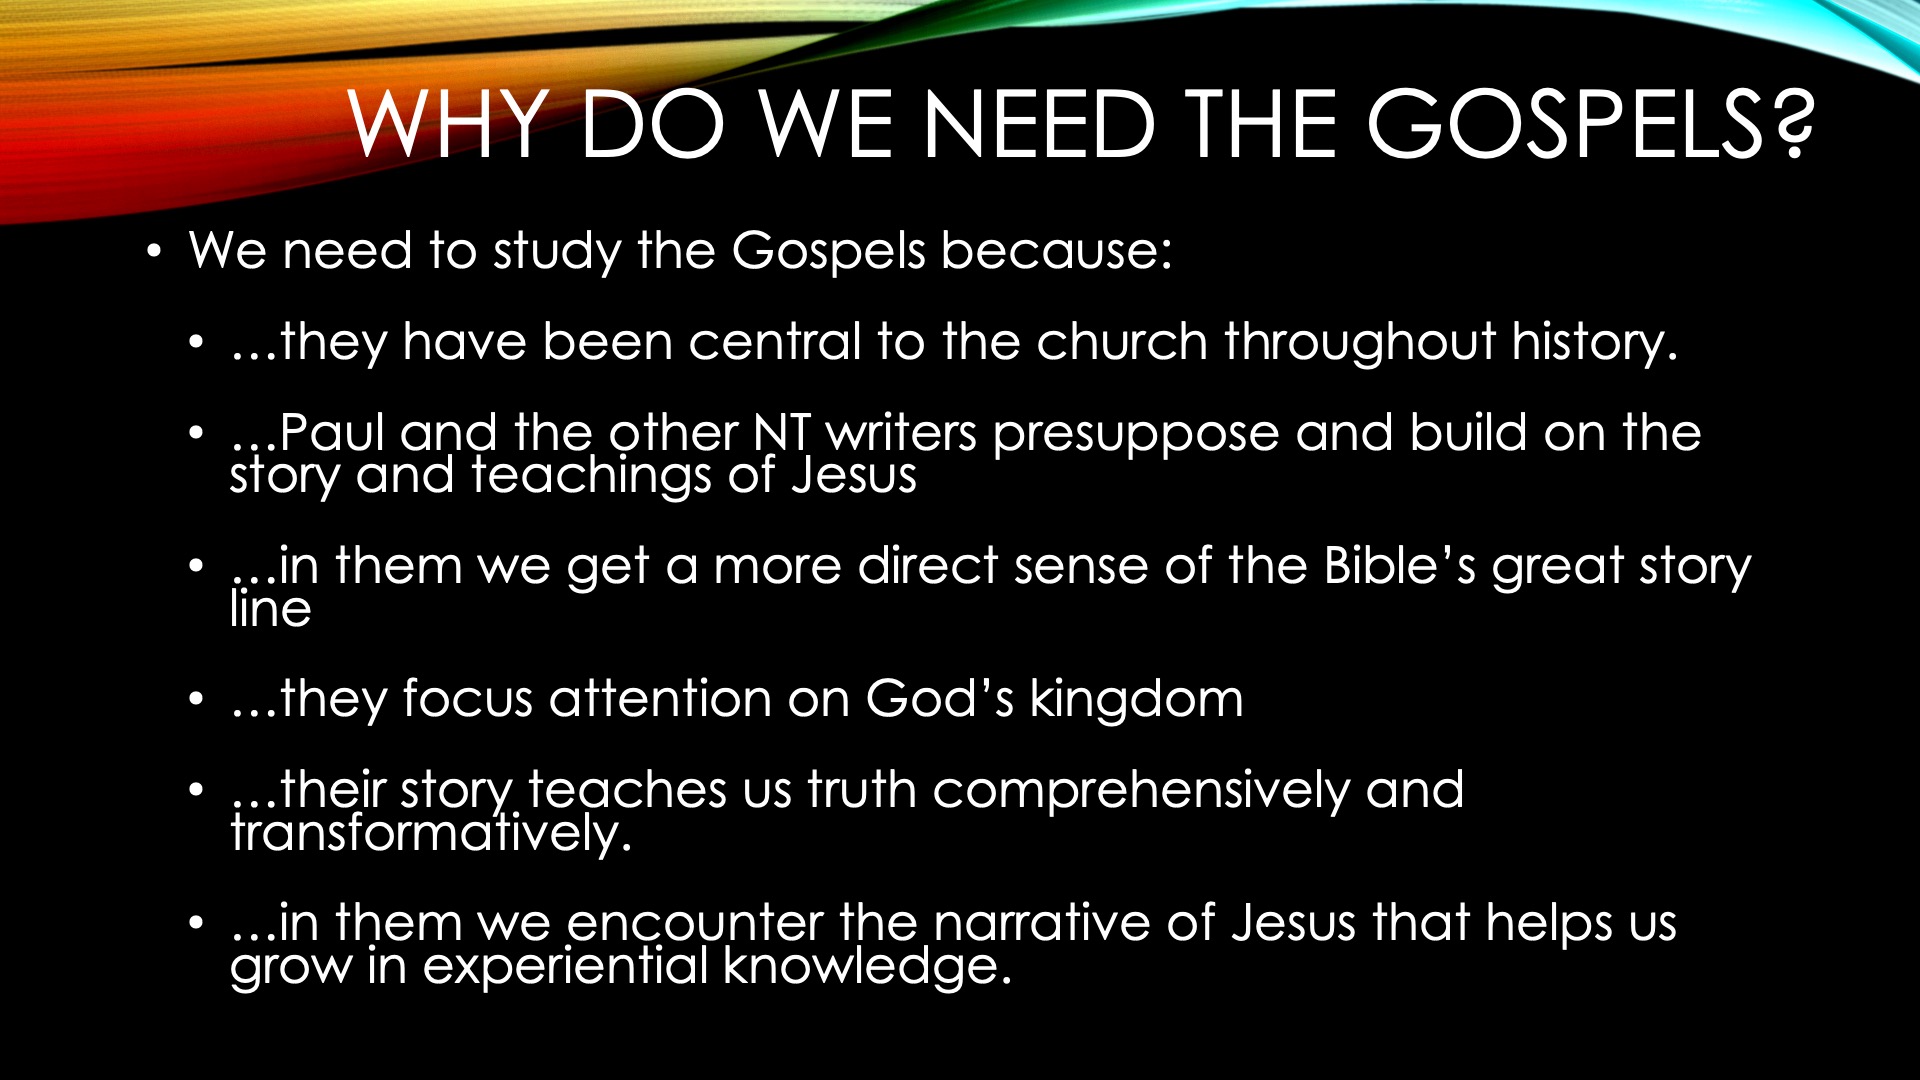 WHY DO WE NEED THE GOSPELS?
• We need to study the Gospels because:
• …they have been central to the church throughout history.
• …Paul and the other NT writers presuppose and build on the
story and teachings of Jesus
• …in them we get a more direct sense of the Bible’s great story
line
• …they focus attention on God’s kingdom
• …their story teaches us truth comprehensively and
transformatively.
• …in them we encounter the narrative of Jesus that helps us
grow in experiential knowledge.